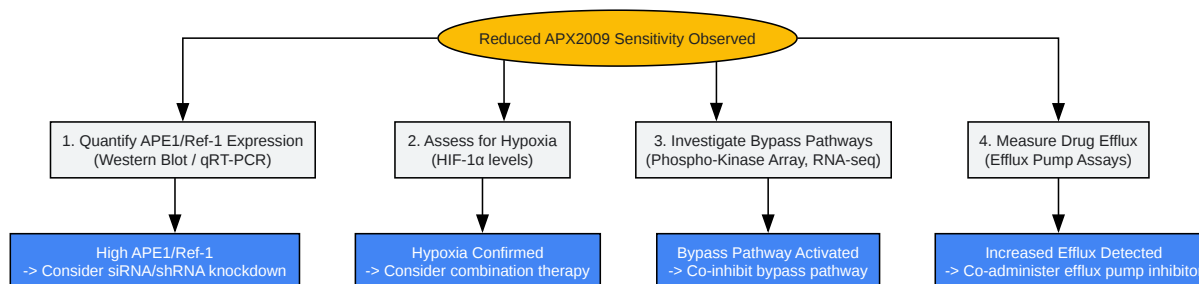 Reduced APX2009 Sensitivity Observed
1. Quantify APE1/Ref-1 Expression
(Western Blot / qRT-PCR)
2. Assess for Hypoxia
(HIF-1α levels)
3. Investigate Bypass Pathways
(Phospho-Kinase Array, RNA-seq)
4. Measure Drug Efflux
(Efflux Pump Assays)
High APE1/Ref-1
-> Consider siRNA/shRNA knockdown
Hypoxia Confirmed
-> Consider combination therapy
Bypass Pathway Activated
-> Co-inhibit bypass pathway
Increased Efflux Detected
-> Co-administer efflux pump inhibitor